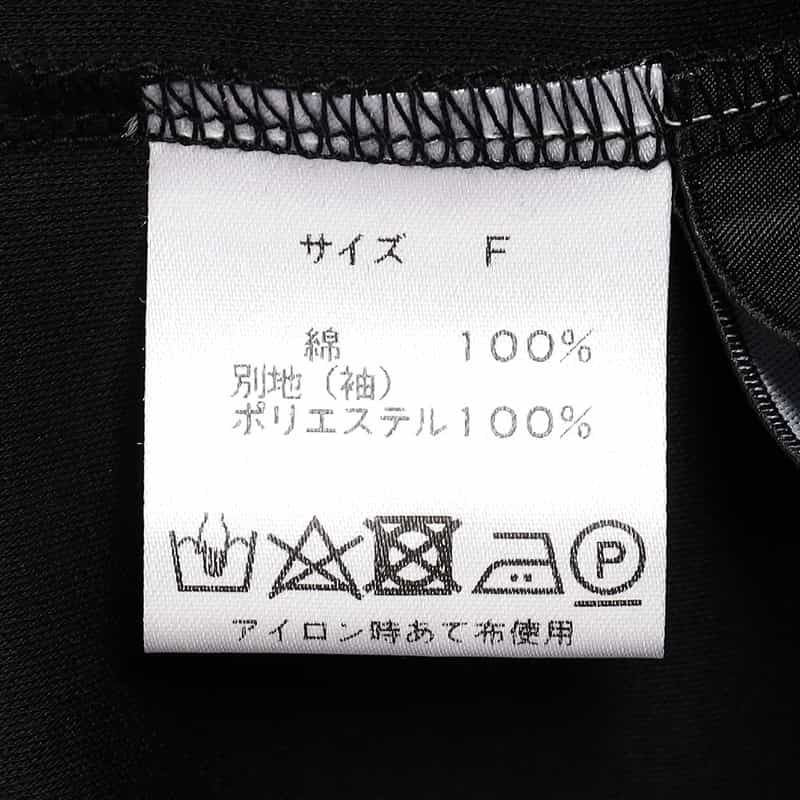 サイズ F
綿 100%
別地（袖）
ポリエステル100%
P
アイロン時あて布使用